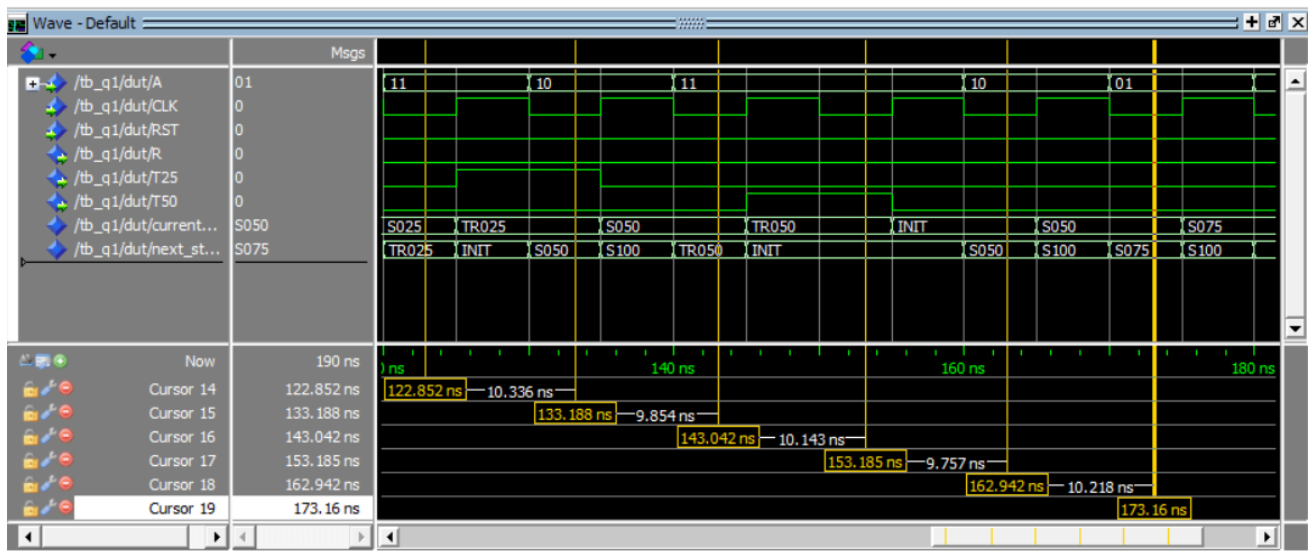 Wave - Default
Msgs
/tb_q1/dut/A 01 11 10 11 10 01
/tb_q1/dut/CLK 0
/tb_q1/dut/RST 0
/tb_q1/dut/R 0
/tb_q1/dut/T25 0
/tb_q1/dut/T50 0
/tb_q1/dut/current... S050 S025 TR025 S050 TR050 INIT S050 S075
/tb_q1/dut/next_st... S075 TR025 INIT S050 S100 TR050 INIT S050 S100 S075 S100
Now 190 ns ns 140 ns 160 ns 180 ns
Cursor 14 122.852 ns 122.852 ns 10.336 ns
Cursor 15 133.188 ns 133.188 ns 9.854 ns
Cursor 16 143.042 ns 143.042 ns 10.143 ns
Cursor 17 153.185 ns 153.185 ns 9.757 ns
Cursor 18 162.942 ns 162.942 ns 10.218 ns
Cursor 19 173.16 ns 173.16 ns